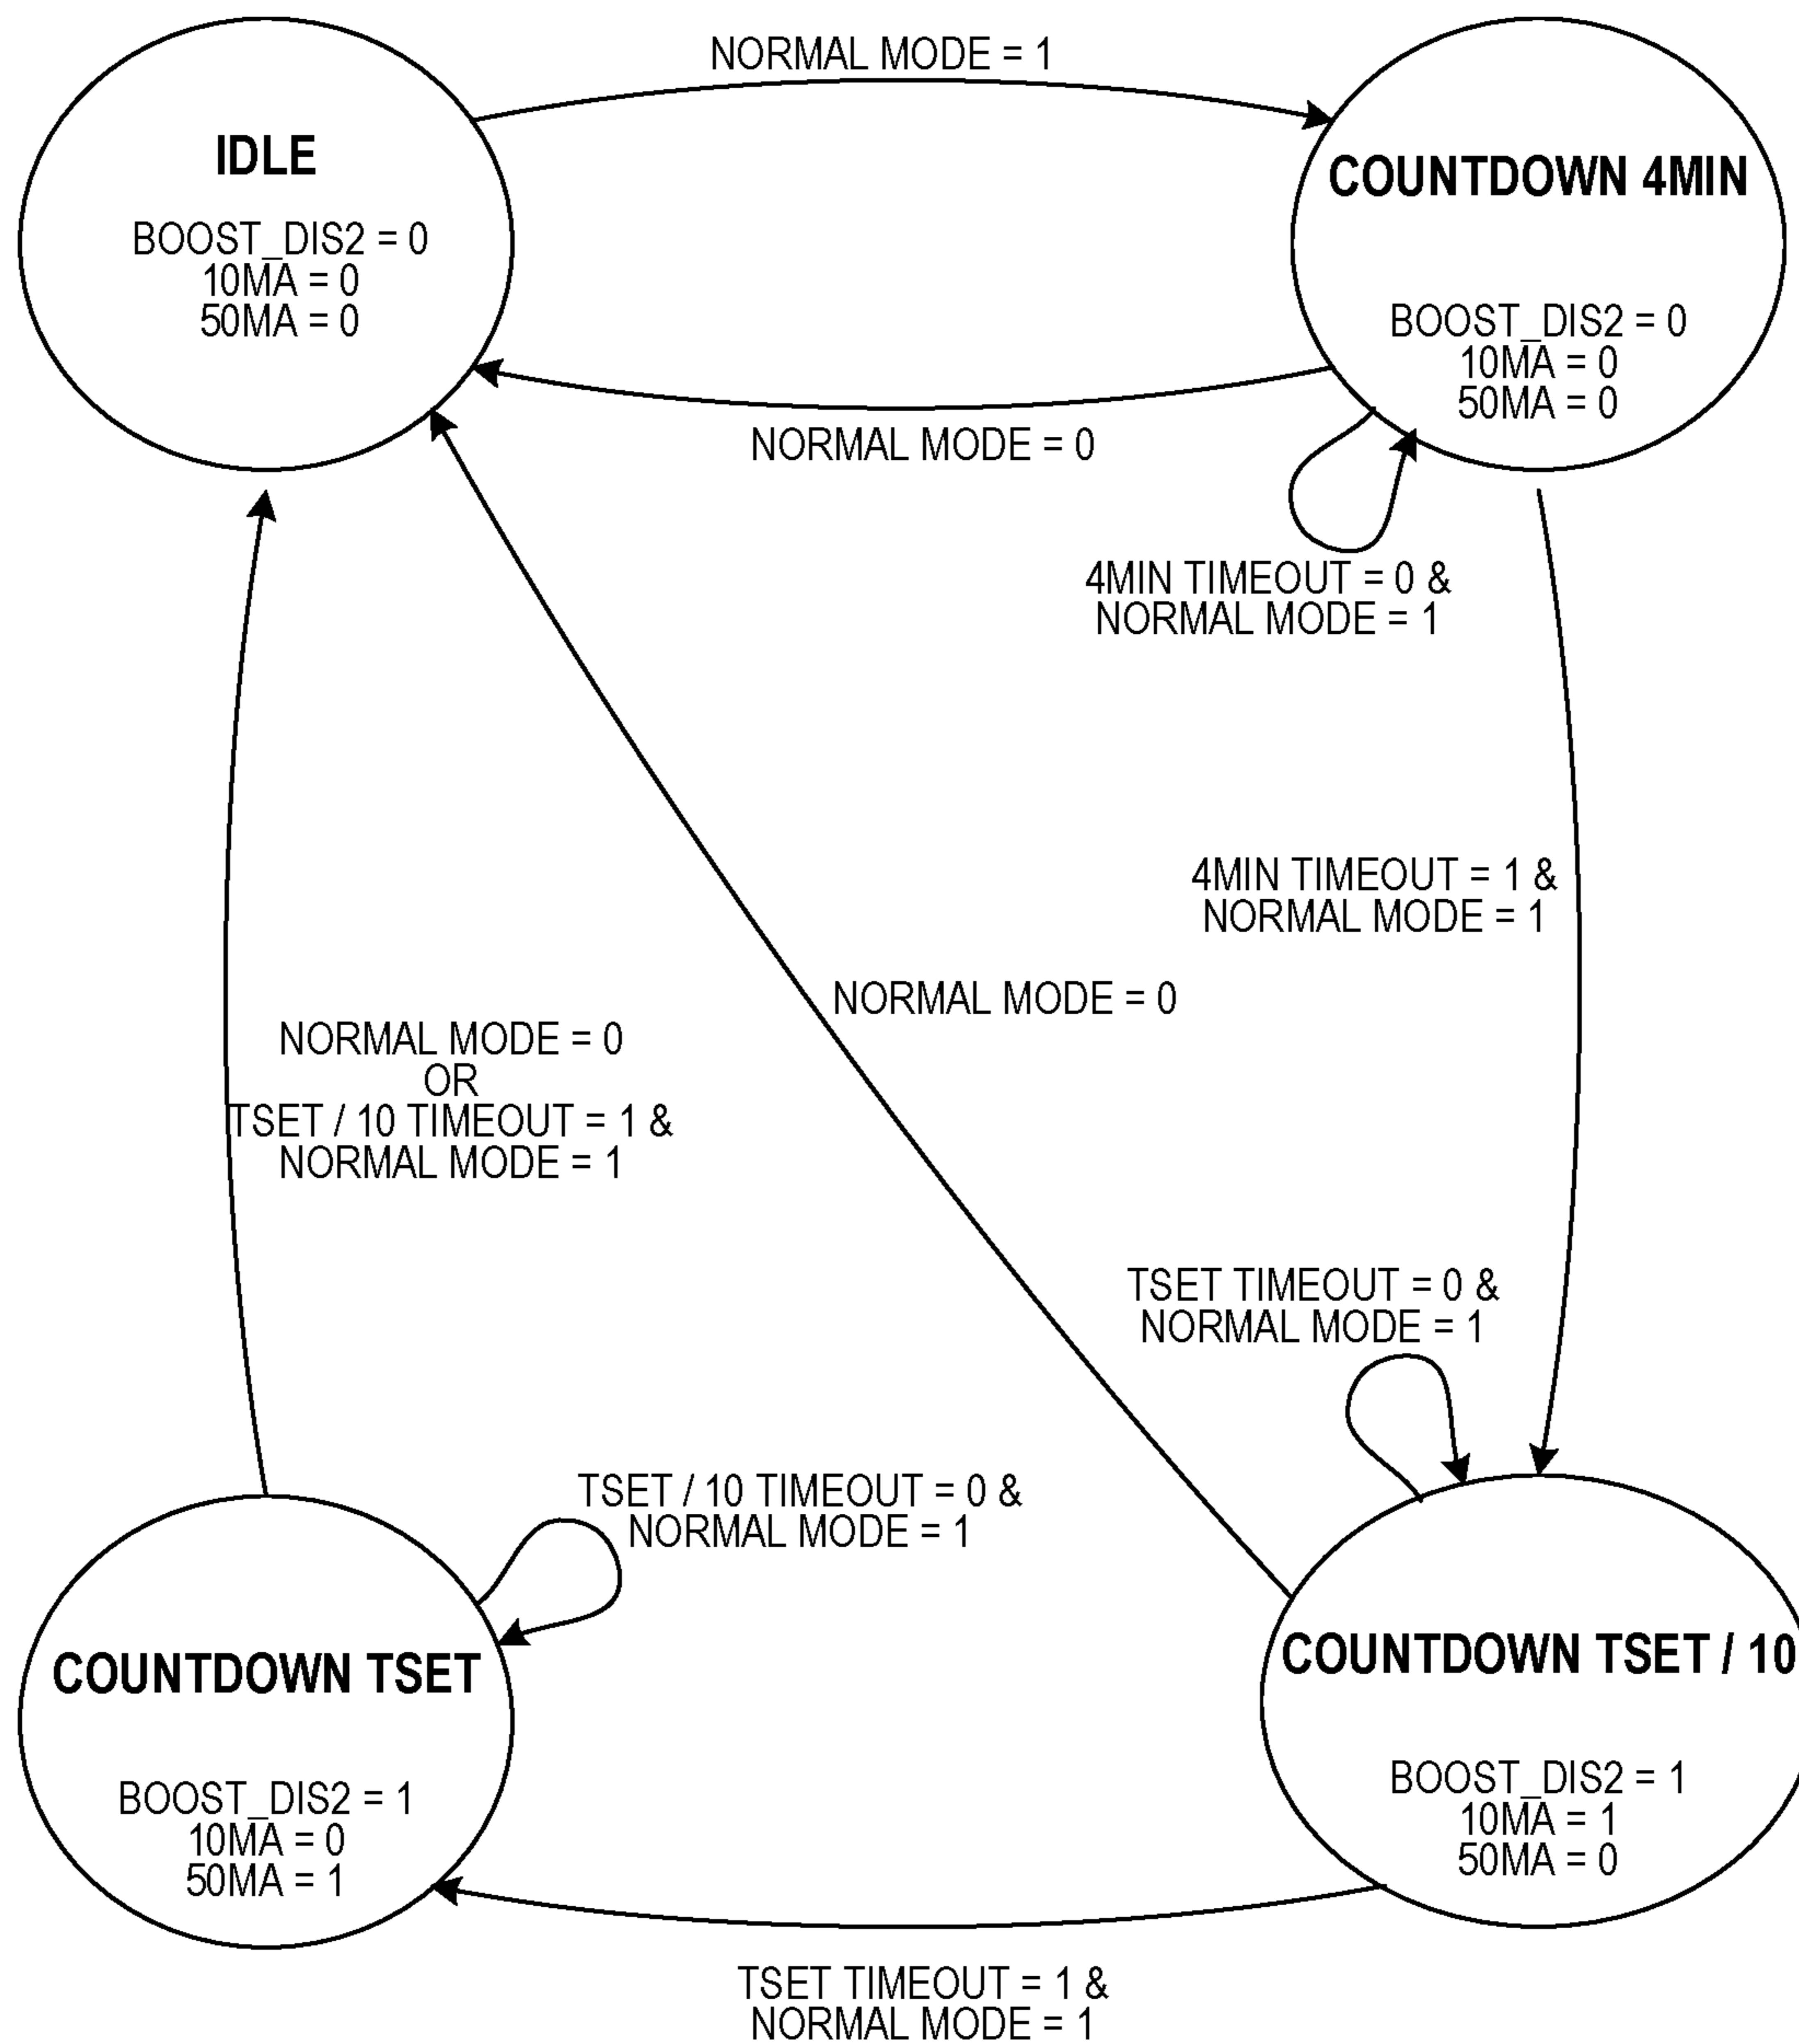 NORMAL MODE = 1
IDLE
BOOST_DIS2 = 0
10MA = 0
50MA = 0
COUNTDOWN 4MIN
BOOST_DIS2 = 0
10MA = 0
50MA = 0
NORMAL MODE = 0
4MIN TIMEOUT = 0 &
NORMAL MODE = 1
4MIN TIMEOUT = 1 &
NORMAL MODE = 1
NORMAL MODE = 0
NORMAL MODE = 0
OR
TSET / 10 TIMEOUT = 1 &
NORMAL MODE = 1
TSET TIMEOUT = 0 &
NORMAL MODE = 1
TSET / 10 TIMEOUT = 0 &
NORMAL MODE = 1
COUNTDOWN TSET
BOOST_DIS2 = 1
10MA = 0
50MA = 1
COUNTDOWN TSET / 10
BOOST_DIS2 = 1
10MA = 1
50MA = 0
TSET TIMEOUT = 1 &
NORMAL MODE = 1